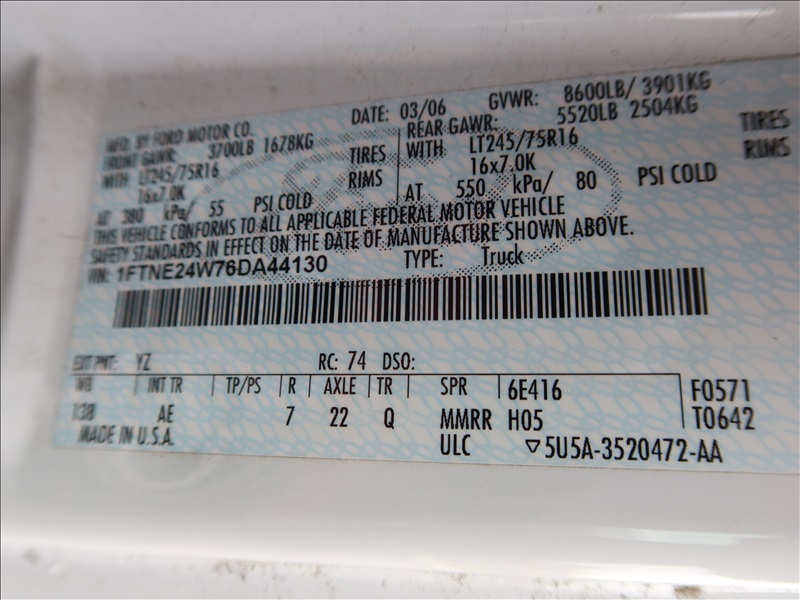 MFD. BY FORD MOTOR CO.
DATE: 03/06 GVWR: 8600LB/ 3901KG
FRONT GAWR: 3700LB 1678KG
REAR GAWR: 5520LB 2504KG
WITH LT245/75R16 TIRES
WITH LT245/75R16 TIRES
16x7.0K RIMS
16x7.0K RIMS
AT 380 kPa/ 55 PSI COLD
AT 550 kPa/ 80 PSI COLD
THIS VEHICLE CONFORMS TO ALL APPLICABLE FEDERAL MOTOR VEHICLE
SAFETY STANDARDS IN EFFECT ON THE DATE OF MANUFACTURE SHOWN ABOVE.
VIN: 1FTNE24W76DA44130 TYPE: Truck
EXT PNT: YZ RC: 74 DSO:
WB INT TR TP/PS R AXLE TR SPR 6E416 F0571
138 AE 7 22 Q MMRR H05 T0642
MADE IN U.S.A. ULC ▽5U5A-3520472-AA